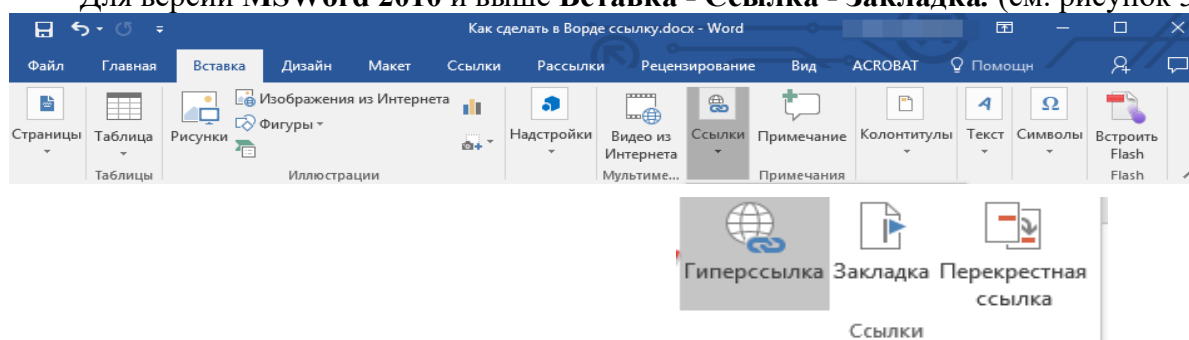 Для версии MSWord 2010 и выше Вставка - Ссылка - Закладка. (см. рисунок 5
Как сделать в Ворде ссылку.docx - Word
Файл Главная Вставка Дизайн Макет Ссылки Рассылки Рецензирование Вид ACROBAT Помощн
Изображения из Интернета
Фигуры
Страницы Таблица Рисунки Надстройки Видео из Интернета Ссылки Примечание Колонтитулы Текст Символы Встроить Flash
Таблицы Иллюстрации Мультиме... Примечания Flash
Гиперссылка Закладка Перекрестная
ссылка
Ссылки